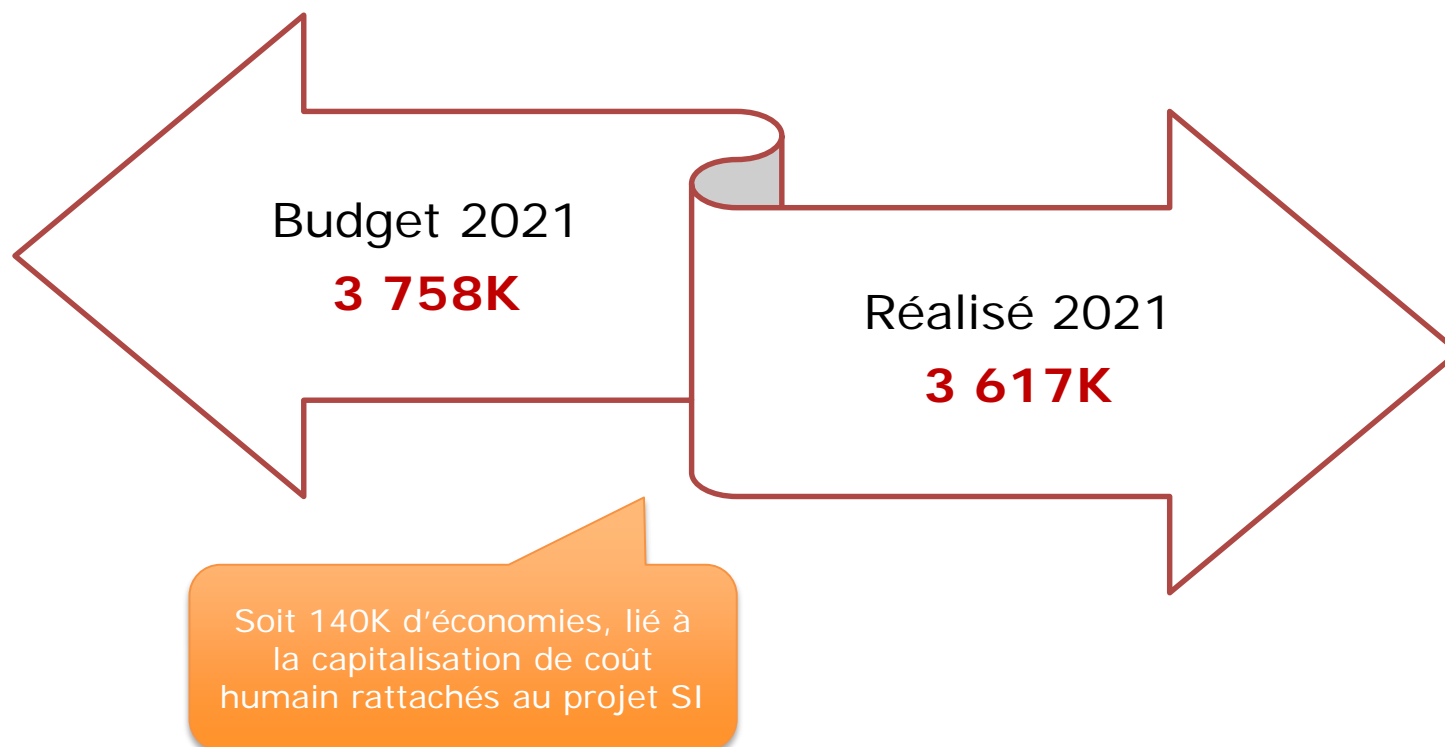 Budget 2021
3 758K
Réalisé 2021
3 617K
Soit 140K d’économies, lié à
la capitalisation de coût
humain rattachés au projet SI